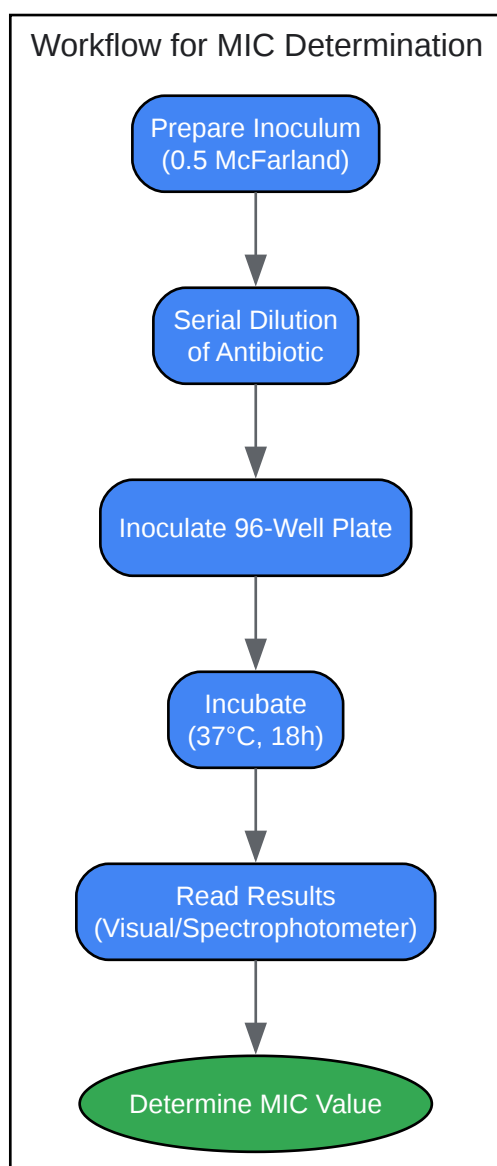 Workflow for MIC Determination
Prepare Inoculum
(0.5 McFarland)
Serial Dilution
of Antibiotic
Inoculate 96-Well Plate
Incubate
(37°C, 18h)
Read Results
(Visual/Spectrophotometer)
Determine MIC Value